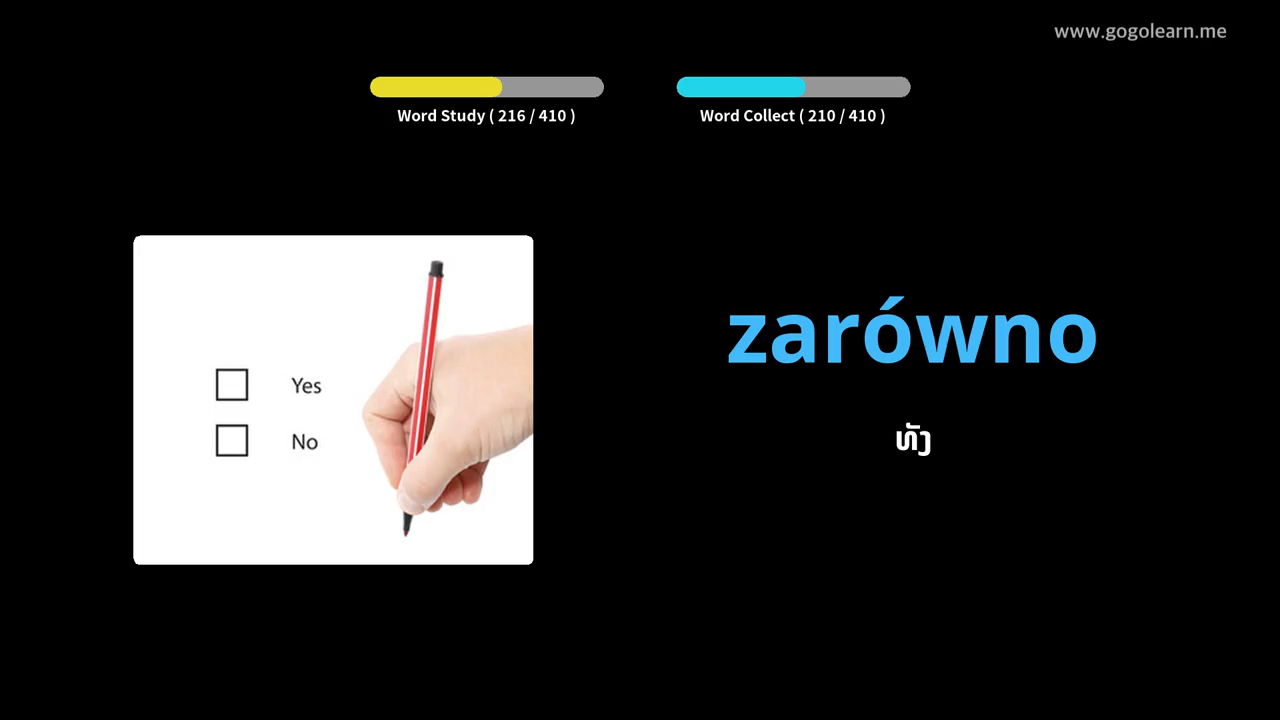 www.gogolearn.me
Word Study ( 216 / 410 )
Word Collect ( 210 / 410 )
Yes
No
zarówno
ທັງ